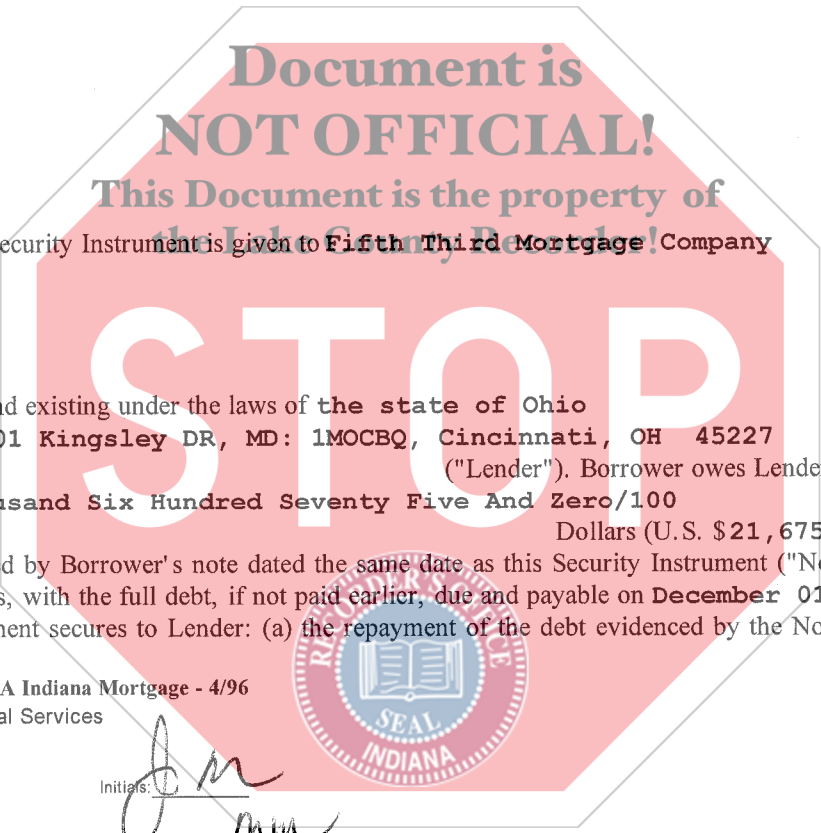 Document is
NOT OFFICIAL!
This Document is the property of
the Lake County Recorder!
ecurity Instrument is given to Fifth Third Mortgage Company
STOP
nd existing under the laws of the state of Ohio
01 Kingsley DR, MD: 1MOCBQ, Cincinnati, OH 45227
("Lender"). Borrower owes Lende
usand Six Hundred Seventy Five And Zero/100
Dollars (U.S. $21,675
d by Borrower's note dated the same date as this Security Instrument ("No
s, with the full debt, if not paid earlier, due and payable on December 01
ment secures to Lender: (a) the repayment of the debt evidenced by the No
RECORDER'S OFFICE
SEAL
INDIANA
A Indiana Mortgage - 4/96
al Services
Initials: